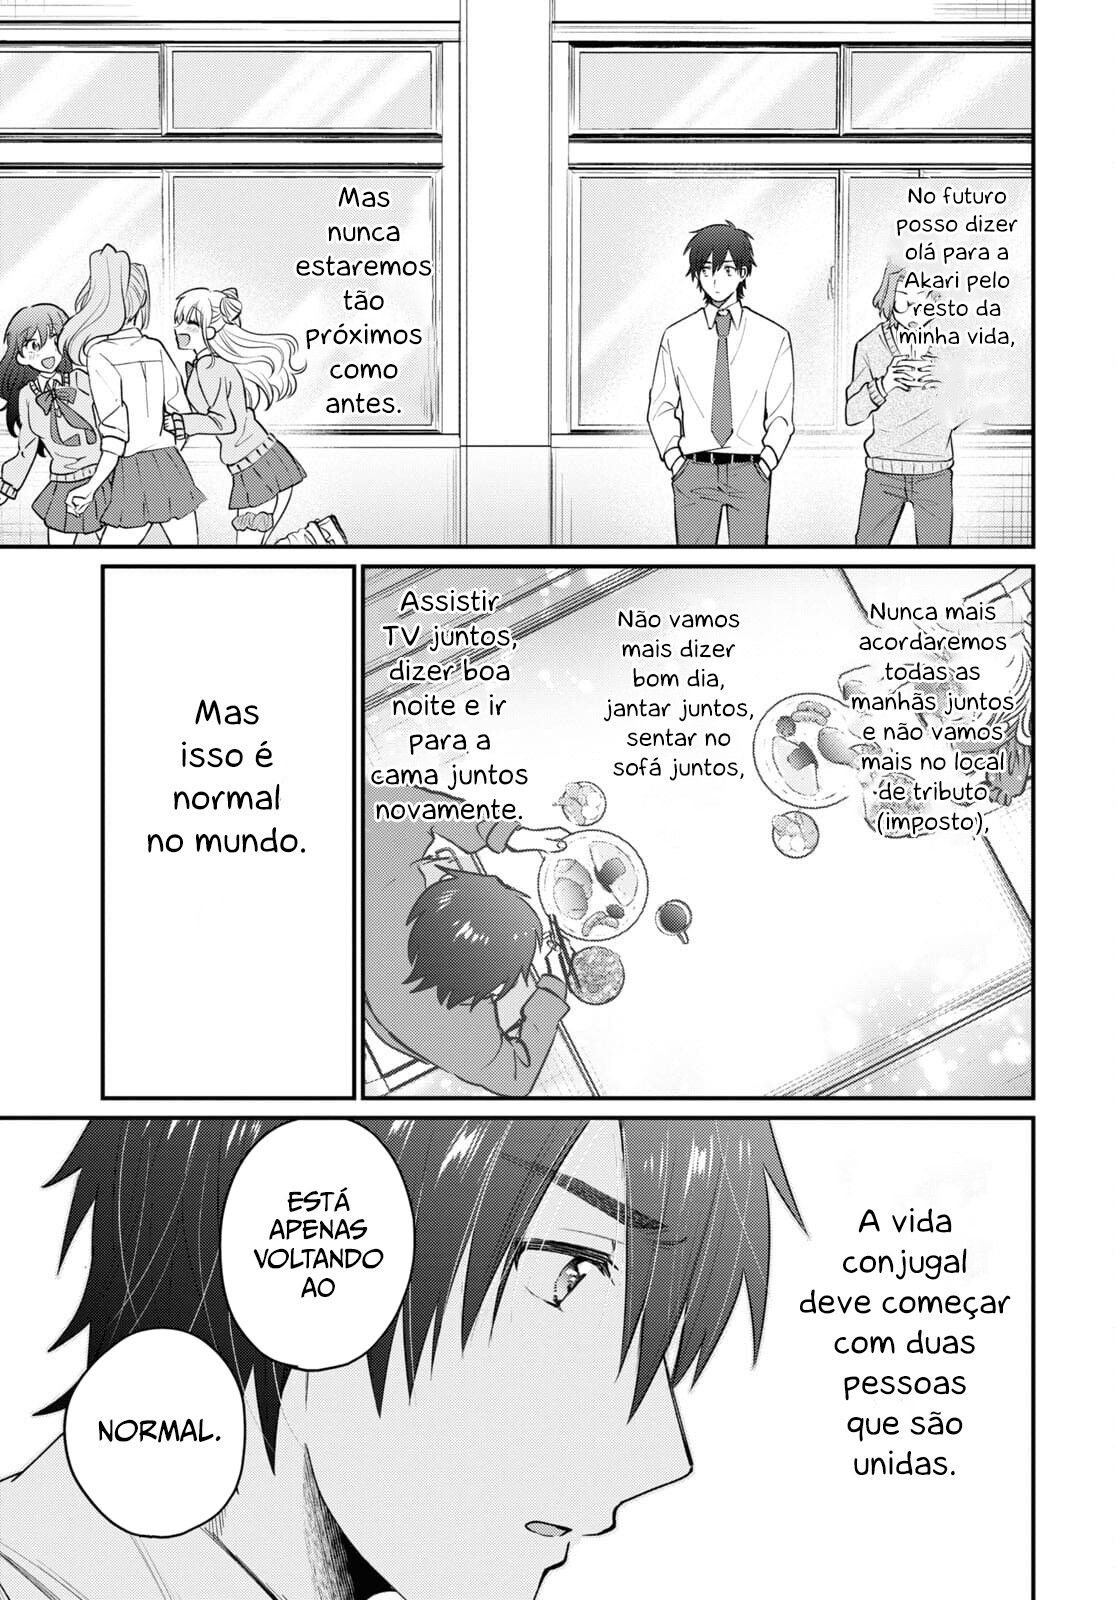 No futuro
posso dizer
olá para a
Akari pelo
resto da
minha vida,
Mas
nunca
estaremos
tão
próximos
como
antes.
Nunca mais
acordaremos
todas as
manhãs juntos
e não vamos
mais no local
de tributo
(imposto),
Não vamos
mais dizer
bom dia,
jantar juntos,
sentar no
sofá juntos,
Assistir
TV juntos,
dizer boa
noite e ir
para a
cama juntos
novamente.
Mas
isso é
normal
no mundo.
A vida
conjugal
deve começar
com duas
pessoas
que são
unidas.
ESTÁ
APENAS
VOLTANDO
AO
NORMAL.